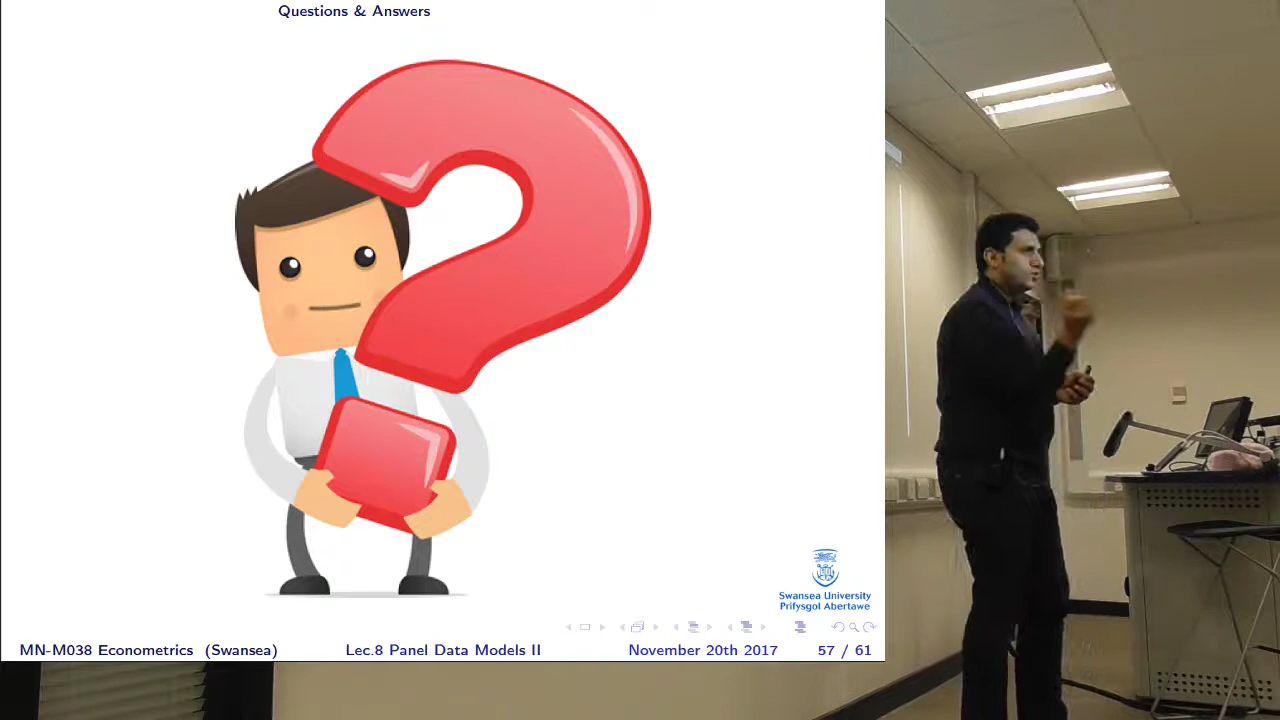 Questions & Answers
Swansea University
Prifysgol Abertawe
MN-M038 Econometrics (Swansea) Lec.8 Panel Data Models II November 20th 2017 57 / 61